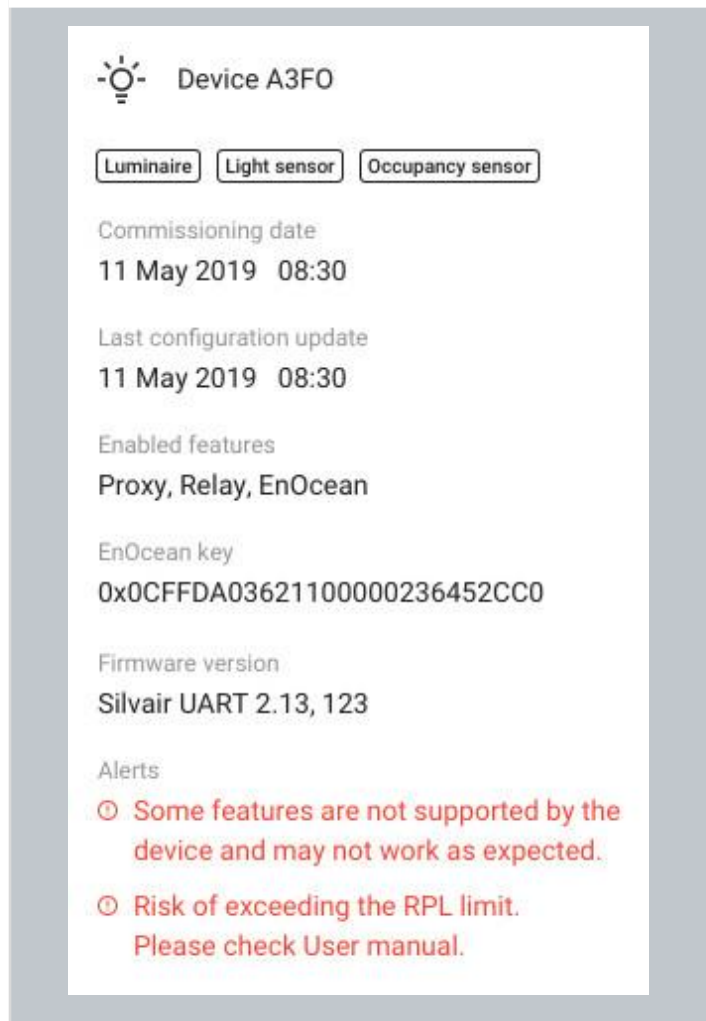 Device A3FO
Luminaire Light sensor Occupancy sensor
Commissioning date
11 May 2019 08:30
Last configuration update
11 May 2019 08:30
Enabled features
Proxy, Relay, EnOcean
EnOcean key
0x0CFFDA03621100000236452CC0
Firmware version
Silvair UART 2.13, 123
Alerts
Some features are not supported by the
device and may not work as expected.
Risk of exceeding the RPL limit.
Please check User manual.